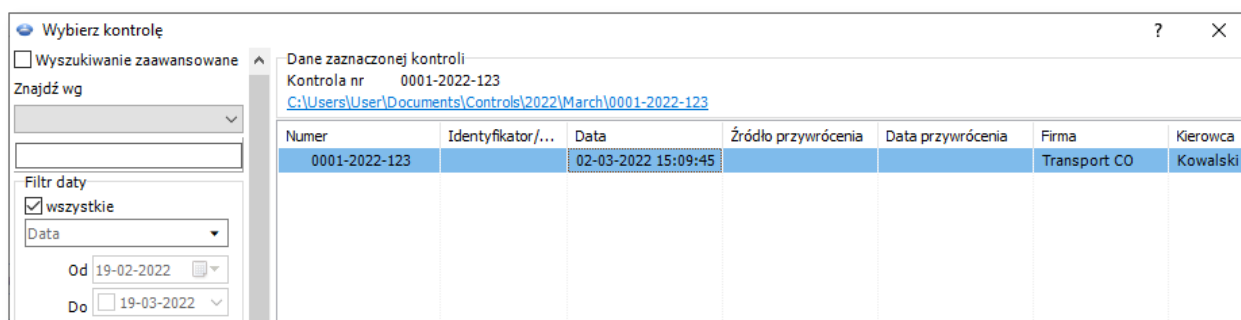 Wybierz kontrolę ?
Wyszukiwanie zaawansowane
Znajdź wg
Filtr daty
wszystkie
Data
Od 19-02-2022
Do 19-03-2022
Dane zaznaczonej kontroli
Kontrola nr 0001-2022-123
C:\Users\User\Documents\Controls\2022\March\0001-2022-123
Numer Identyfikator/... Data Źródło przywrócenia Data przywrócenia Firma Kierowca
0001-2022-123 02-03-2022 15:09:45 Transport CO Kowalski